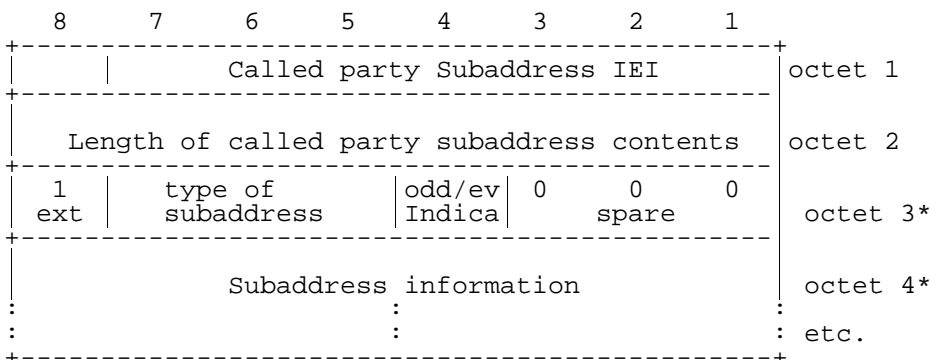 8 7 6 5 4 3 2 1
Called party Subaddress IEI octet 1
Length of called party subaddress contents octet 2
1 type of odd/ev 0 0 0
ext subaddress Indica spare octet 3*
Subaddress information octet 4*
: : :
: : : etc.